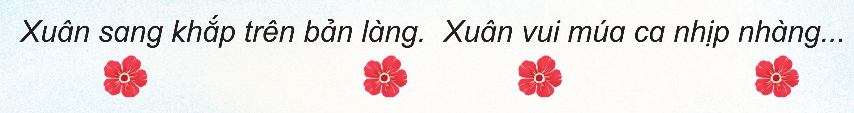 Xuân sang khắp trên bản làng. Xuân vui múa ca nhịp nhàng...